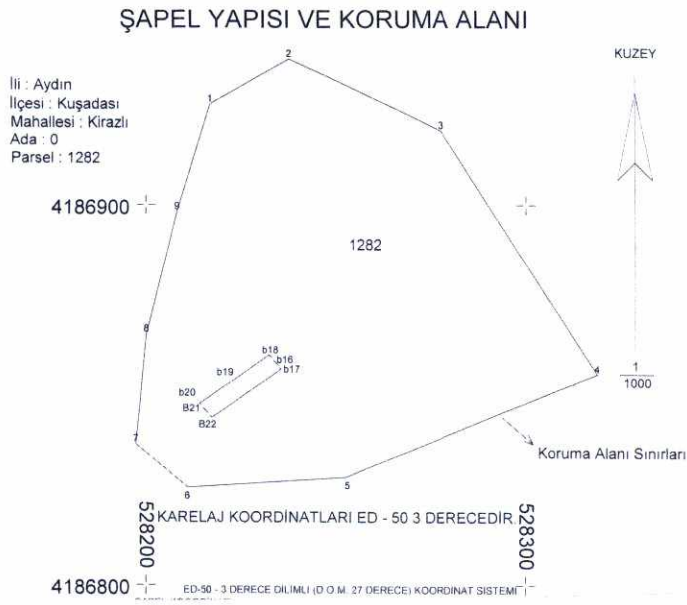 ŞAPEL YAPISI VE KORUMA ALANI
KUZEY
İli : Aydın
İlçesi : Kuşadası
Mahallesi : Kirazlı
Ada : 0
Parsel : 1282
2
1
3
4186900
9
1282
8
b18
b16
b19
b17
b20
B21
B22
4
1
1000
7
Koruma Alanı Sınırları
5
6
528200
KARELAJ KOORDİNATLARI ED - 50 3 DERECEDİR.
528300
4186800
ED-50 - 3 DERECE DİLİMLİ (D.O.M. 27 DERECE) KOORDİNAT SİSTEMİ